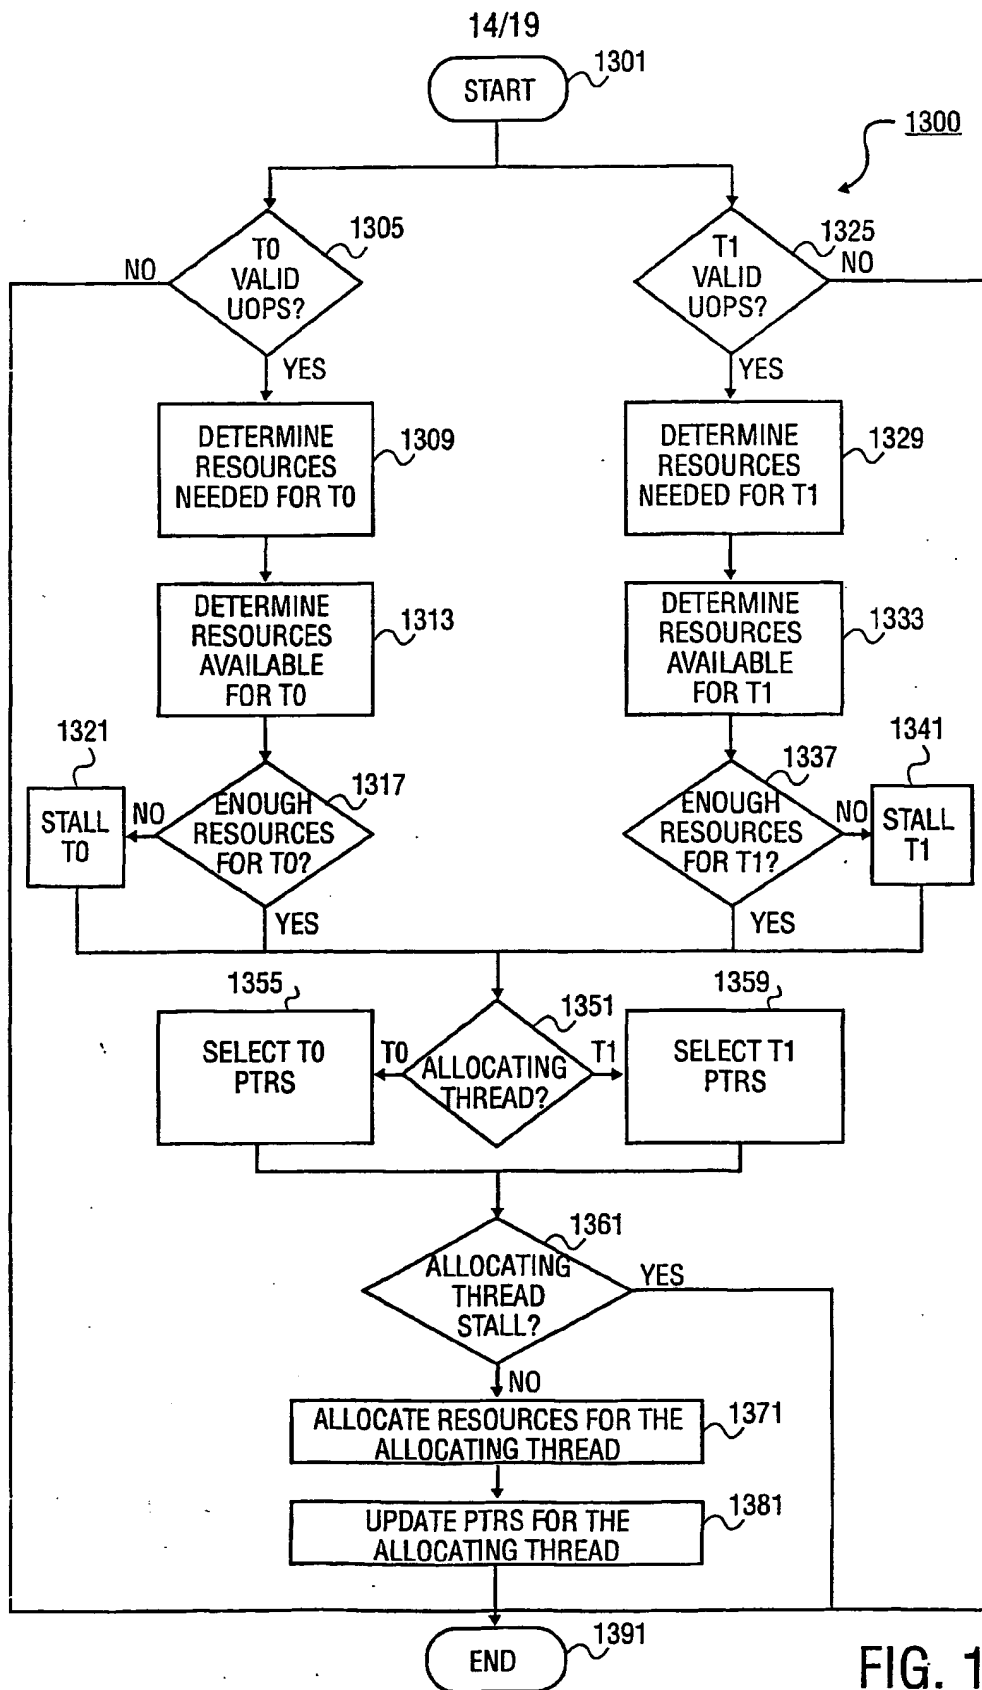 14/19
START
1301
1300
T0
VALID
UOPS?
1305
NO
YES
T1
VALID
UOPS?
1325
NO
YES
DETERMINE
RESOURCES
NEEDED FOR T0
1309
DETERMINE
RESOURCES
NEEDED FOR T1
1329
DETERMINE
RESOURCES
AVAILABLE
FOR T0
1313
DETERMINE
RESOURCES
AVAILABLE
FOR T1
1333
1321
STALL
T0
NO
ENOUGH
RESOURCES
FOR T0?
1317
YES
1337
ENOUGH
RESOURCES
FOR T1?
NO
YES
1341
STALL
T1
1355
SELECT T0
PTRS
T0
1351
ALLOCATING
THREAD?
T1
1359
SELECT T1
PTRS
1361
ALLOCATING
THREAD
STALL?
YES
NO
ALLOCATE RESOURCES FOR THE
ALLOCATING THREAD
1371
UPDATE PTRS FOR THE
ALLOCATING THREAD
1381
END
1391
FIG. 1